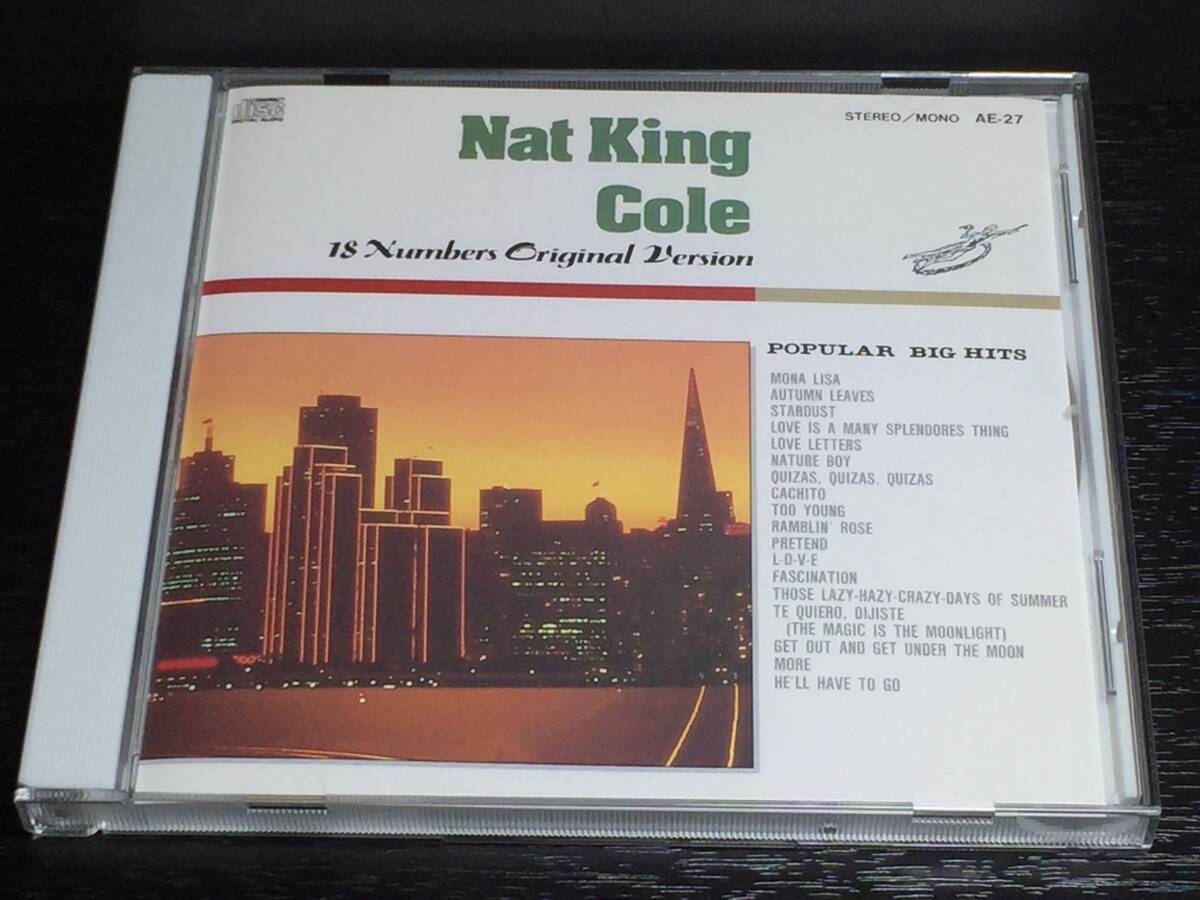 disc
DIGITAL AUDIO
STEREO/MONO AE-27
Nat King
Cole
18 Numbers Original Version
POPULAR BIG HITS
MONA LISA
AUTUMN LEAVES
STARDUST
LOVE IS A MANY SPLENDORES THING
LOVE LETTERS
NATURE BOY
QUIZAS, QUIZAS, QUIZAS
CACHITO
TOO YOUNG
RAMBLIN' ROSE
PRETEND
L-O-V-E
FASCINATION
THOSE LAZY-HAZY-CRAZY-DAYS OF SUMMER
TE QUIERO, DIJISTE
(THE MAGIC IS THE MOONLIGHT)
GET OUT AND GET UNDER THE MOON
MORE
HE'LL HAVE TO GO